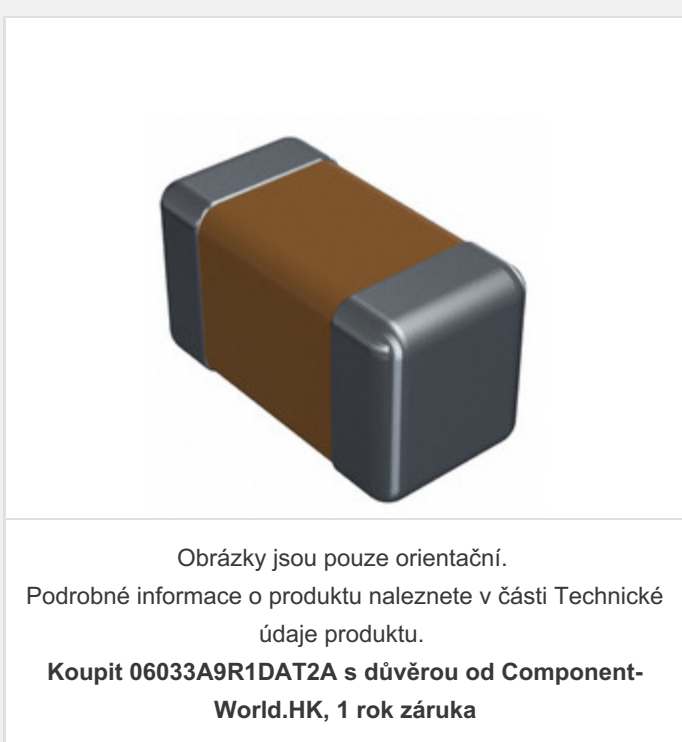 Obrázky jsou pouze orientační.
Podrobné informace o produktu naleznete v části Technické
údaje produktu.
Koupit 06033A9R1DAT2A s důvěrou od Component-
World.HK, 1 rok záruka